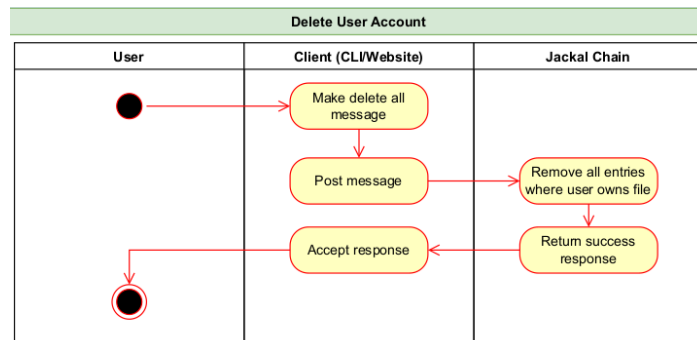 Delete User Account
User
Client (CLI/Website)
Jackal Chain
Make delete all
message
Post message
Remove all entries
where user owns file
Accept response
Return success
response